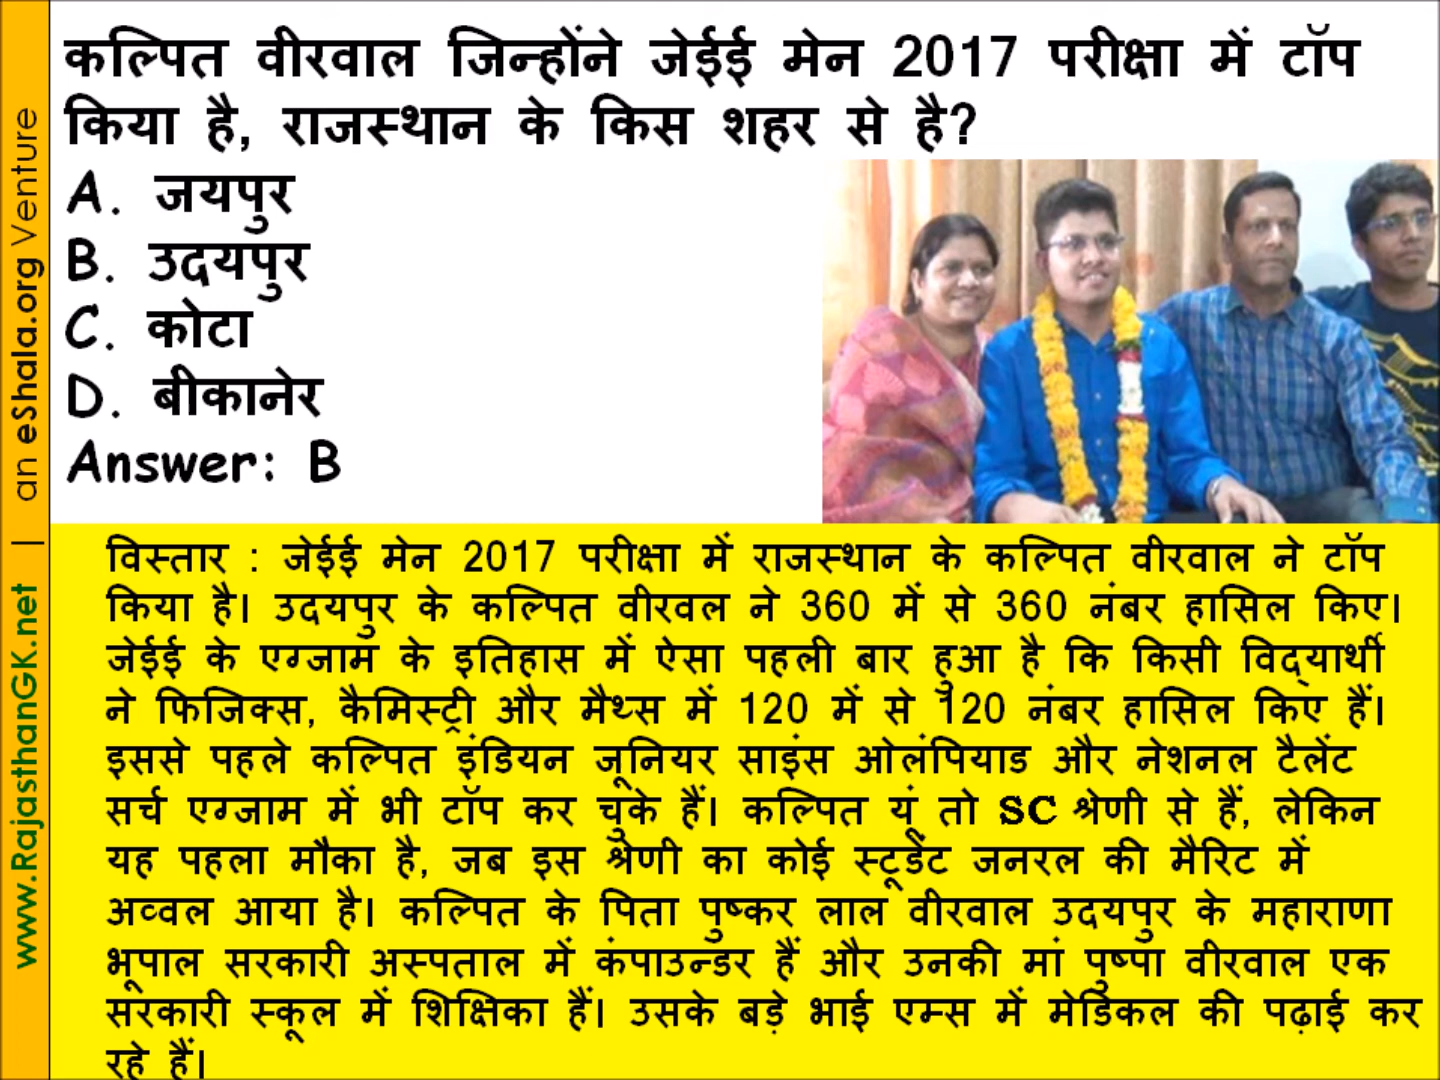 कल्पित वीरवाल जिन्होंने जेईई मेन 2017 परीक्षा में टॉप
किया है, राजस्थान के किस शहर से है?
A. जयपुर
B. उदयपुर
C. कोटा
D. बीकानेर
Answer: B
विस्तार : जेईई मेन 2017 परीक्षा में राजस्थान के कल्पित वीरवाल ने टॉप
किया है। उदयपुर के कल्पित वीरवल ने 360 में से 360 नंबर हासिल किए।
जेईई के एग्जाम के इतिहास में ऐसा पहली बार हुआ है कि किसी विद्यार्थी
ने फिजिक्स, कैमिस्ट्री और मैथ्स में 120 में से 120 नंबर हासिल किए हैं।
इससे पहले कल्पित इंडियन जूनियर साइंस ओलंपियाड और नेशनल टैलेंट
सर्च एग्जाम में भी टॉप कर चुके हैं। कल्पित यूं तो SC श्रेणी से हैं, लेकिन
यह पहला मौका है, जब इस श्रेणी का कोई स्टूडेंट जनरल की मैरिट में
अव्वल आया है। कल्पित के पिता पुष्कर लाल वीरवाल उदयपुर के महाराणा
भूपाल सरकारी अस्पताल में कंपाउन्डर हैं और उनकी मां पुष्पा वीरवाल एक
सरकारी स्कूल में शिक्षिका हैं। उसके बड़े भाई एम्स में मेडिकल की पढ़ाई कर
रहे हैं।
www.RajasthanGK.net | an eShala.org Venture